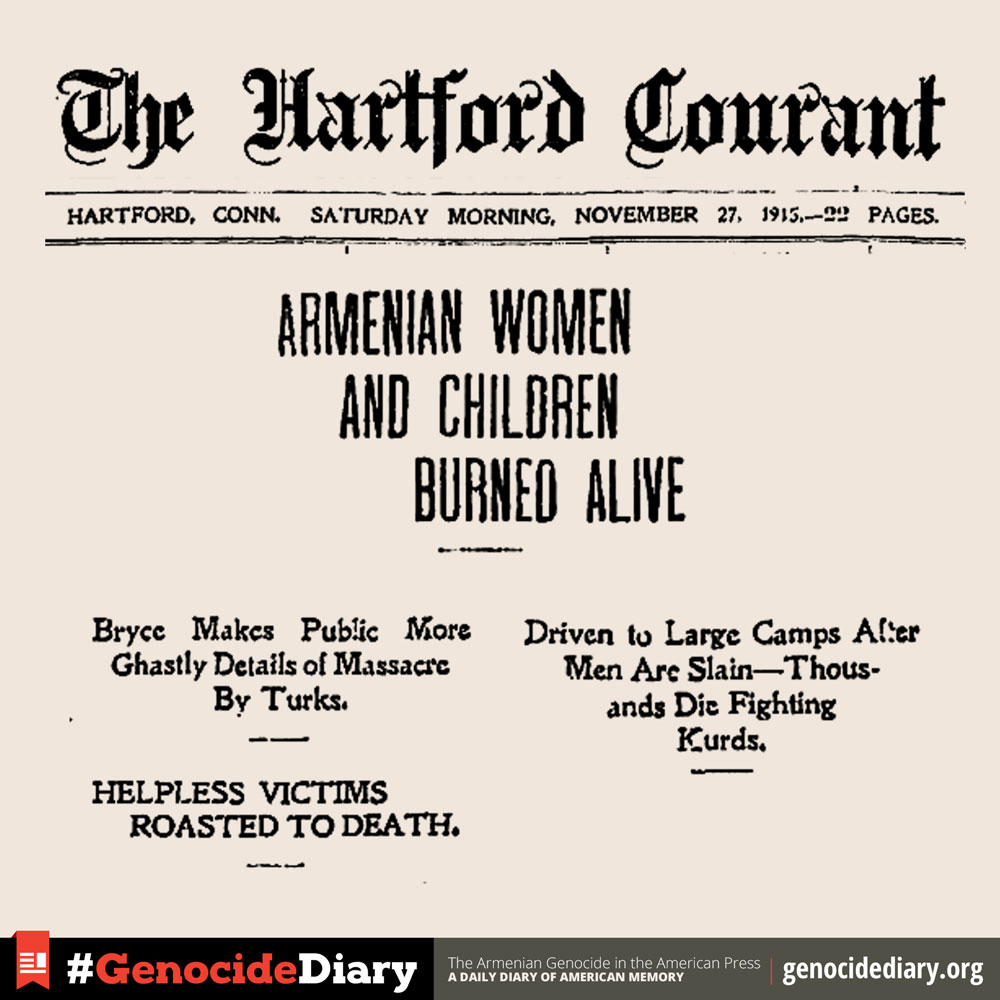 The Hartford Courant
HARTFORD, CONN. SATURDAY MORNING, NOVEMBER 27, 1915.—22 PAGES.
ARMENIAN WOMEN
AND CHILDREN
BURNED ALIVE
Bryce Makes Public More
Ghastly Details of Massacre
By Turks.
HELPLESS VICTIMS
ROASTED TO DEATH.
Driven to Large Camps After
Men Are Slain—Thous-
ands Die Fighting
Kurds.
#GenocideDiary
The Armenian Genocide in the American Press
A DAILY DIARY OF AMERICAN MEMORY
genocidediary.org